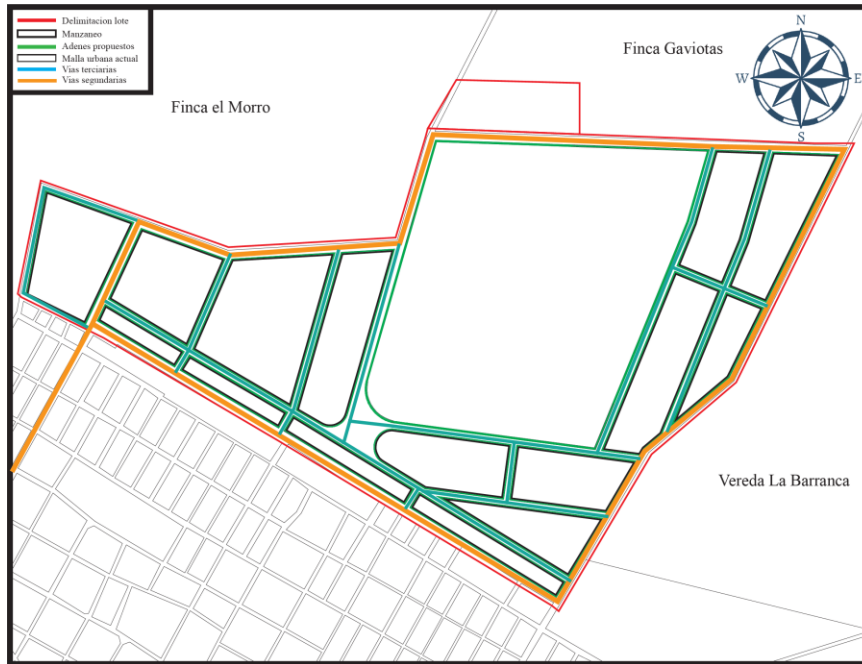 Delimitacion lote
Manzaneo
Adenes propuestos
Malla urbana actual
Vias terciarias
Vias segundarias
Finca el Morro
Finca Gaviotas
N
W
E
S
Vereda La Barranca